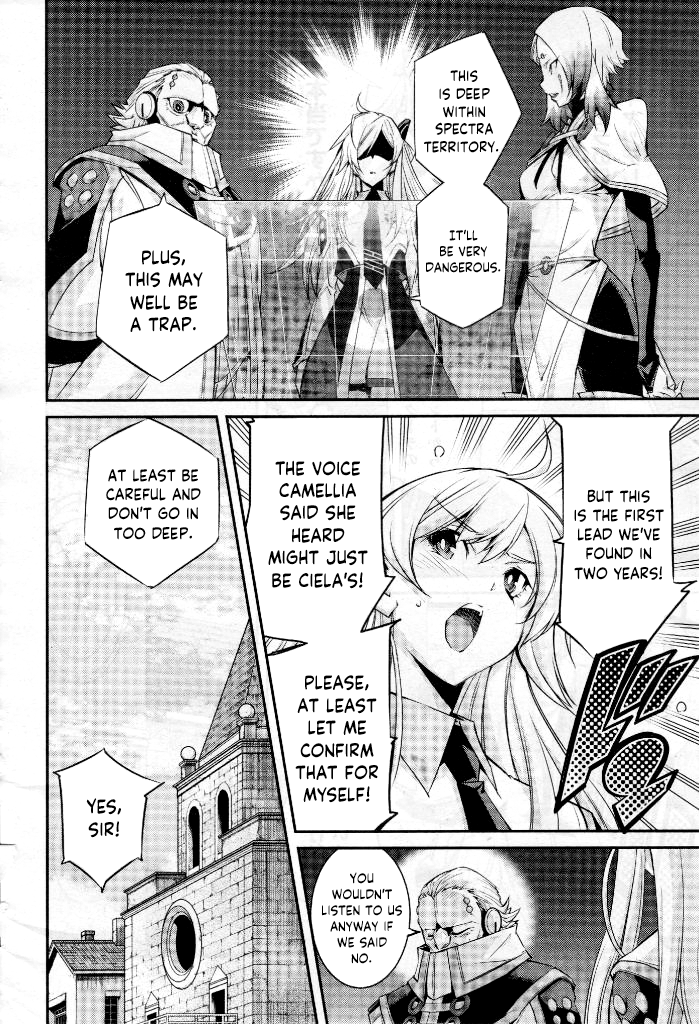 THIS
IS DEEP
WITHIN
SPECTRA
TERRITORY.
IT'LL
BE VERY
DANGEROUS.
PLUS,
THIS MAY
WELL BE
A TRAP.
BUT THIS
IS THE FIRST
LEAD WE'VE
FOUND IN
TWO YEARS!
THE VOICE
CAMELLIA
SAID SHE
HEARD
MIGHT JUST
BE CIELA'S!
PLEASE,
AT LEAST
LET ME
CONFIRM
THAT FOR
MYSELF!
AT LEAST BE
CAREFUL AND
DON'T GO IN
TOO DEEP.
YES,
SIR!
YOU
WOULDN'T
LISTEN TO US
ANYWAY IF
WE SAID
NO.